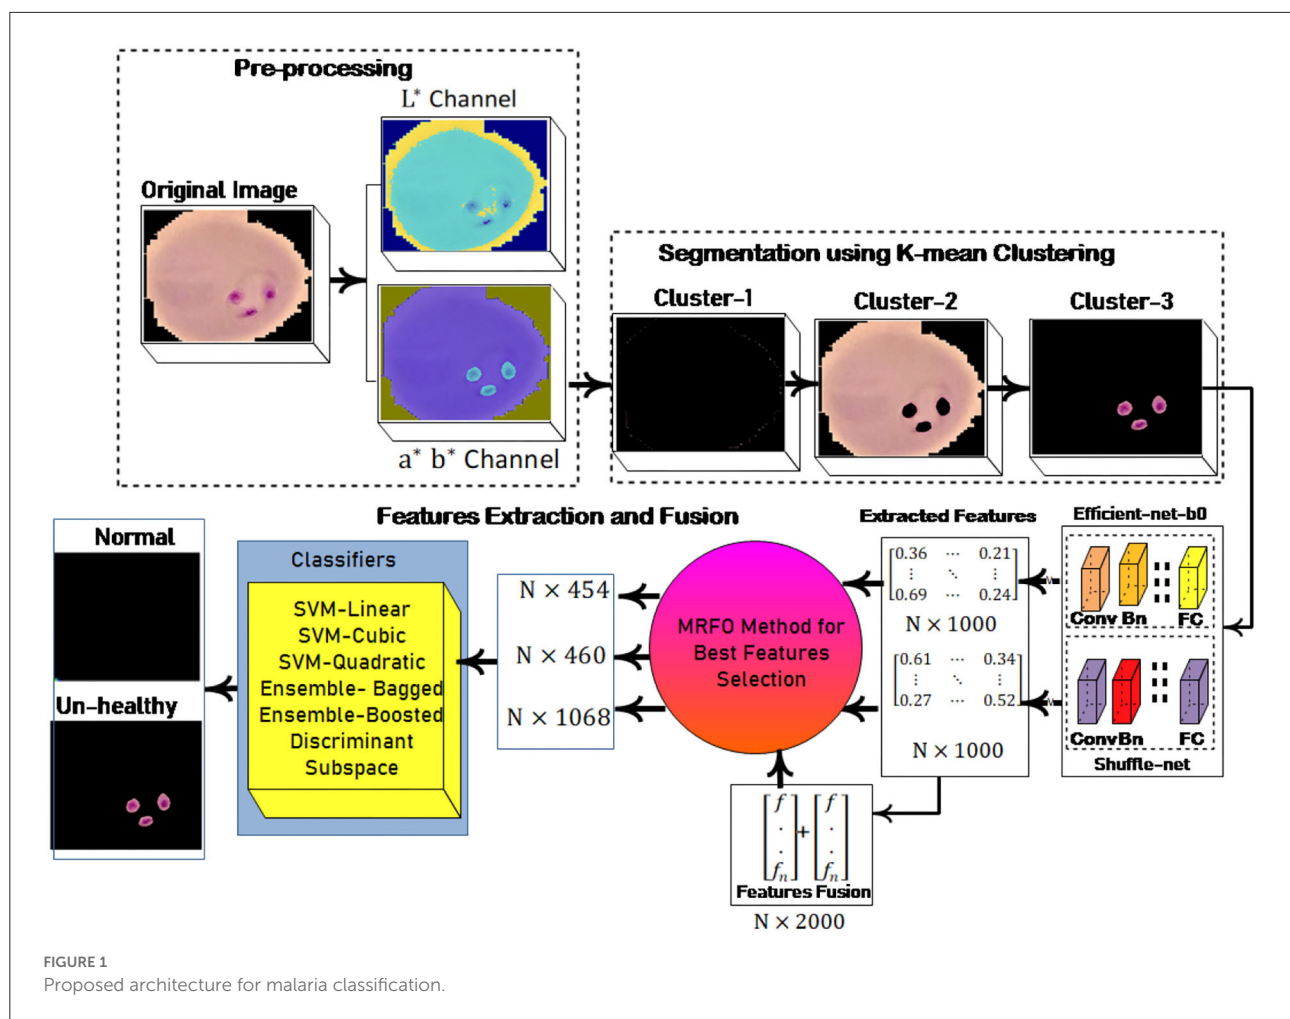 Pre-processing
L* Channel
Original Image
a* b* Channel
Segmentation using K-mean Clustering
Cluster-1
Cluster-2
Cluster-3
Features Extraction and Fusion
Normal
Un-healthy
Classifiers
SVM-Linear
SVM-Cubic
SVM-Quadratic
Ensemble- Bagged
Ensemble-Boosted
Discriminant
Subspace
N × 454
N × 460
N × 1068
MRFO Method for
Best Features
Selection
Extracted Features
0.36 ⋯ 0.21
⋮ ⋱ ⋮
0.69 ⋯ 0.24
N × 1000
0.61 ⋯ 0.34
⋮ ⋱ ⋮
0.27 ⋯ 0.52
N × 1000
Efficient-net-b0
Conv Bn FC
Conv Bn FC
Shuffle-net
f f
. + .
. .
fn fn
Features Fusion
N × 2000
FIGURE 1
Proposed architecture for malaria classification.